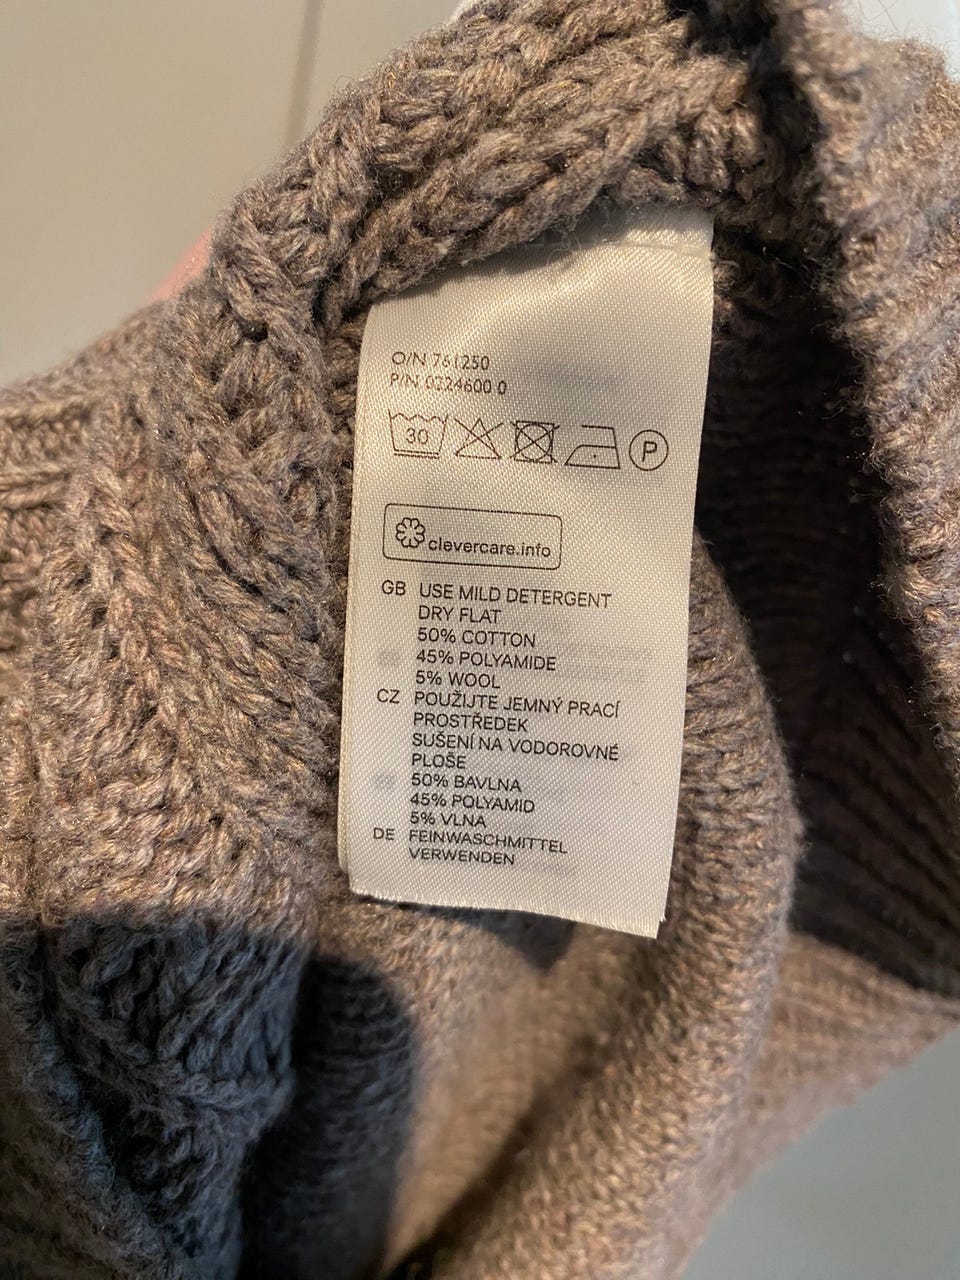 O/N 761250
P/N 0224600 0
30 P
clevercare.info
GB USE MILD DETERGENT
DRY FLAT
50% COTTON
45% POLYAMIDE
5% WOOL
CZ POUŽIJTE JEMNÝ PRACÍ
PROSTŘEDEK
SUŠENÍ NA VODOROVNÉ
PLOŠE
50% BAVLNA
45% POLYAMID
5% VLNA
DE FEINWASCHMITTEL
VERWENDEN